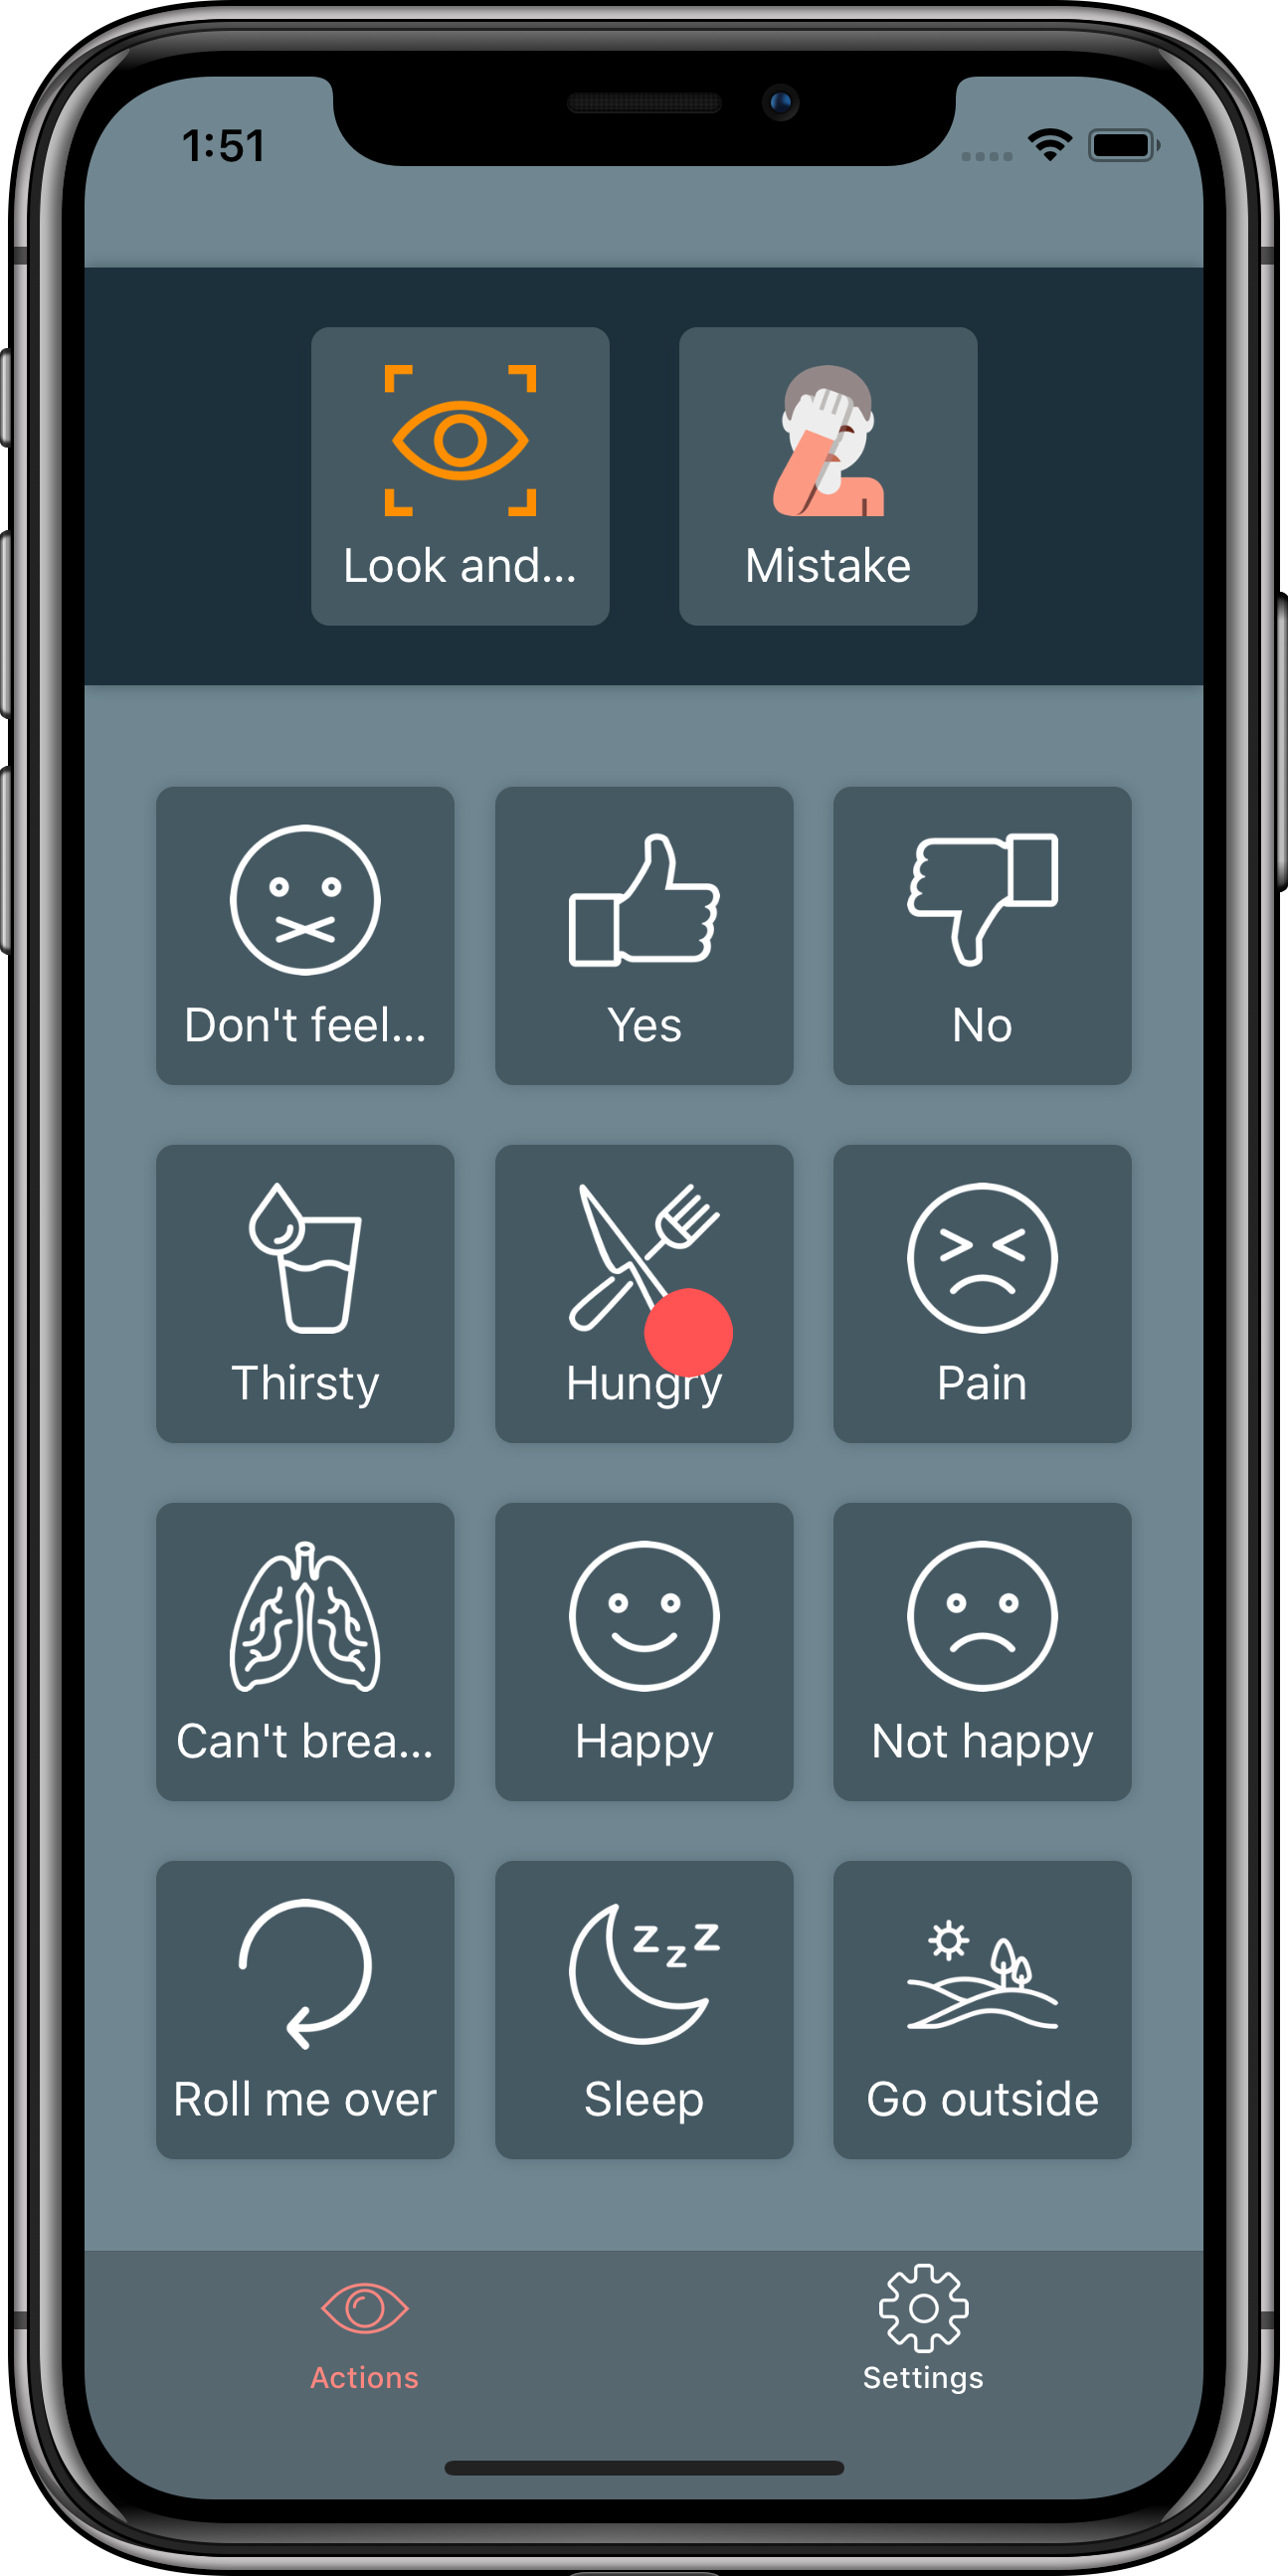 1:51
Look and...
Mistake
Don't feel...
Yes
No
Thirsty
Hungry
Pain
Can't brea...
Happy
Not happy
Roll me over
Sleep
Go outside
Actions
Settings